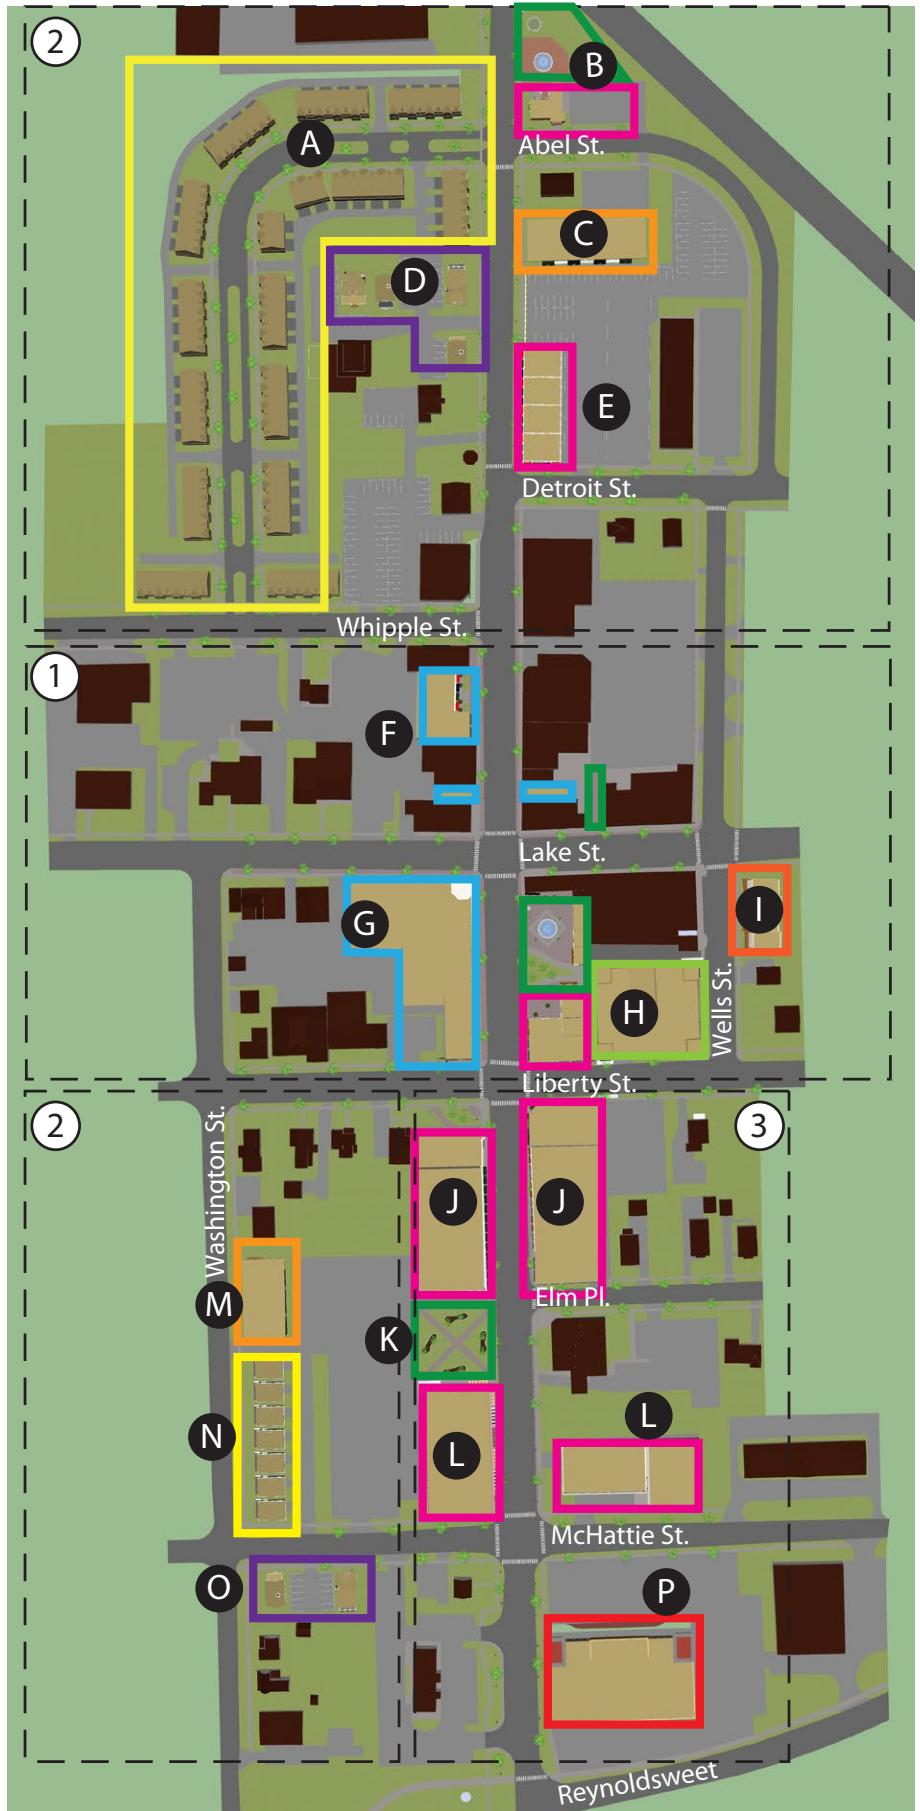 2
B
A
Abel St.
C
D
E
Detroit St.
Whipple St.
1
F
Lake St.
G
I
H
Wells St.
Liberty St.
2
3
Washington St.
J
J
Elm Pl.
M
K
L
N
L
McHattie St.
O
P
Reynoldsweet